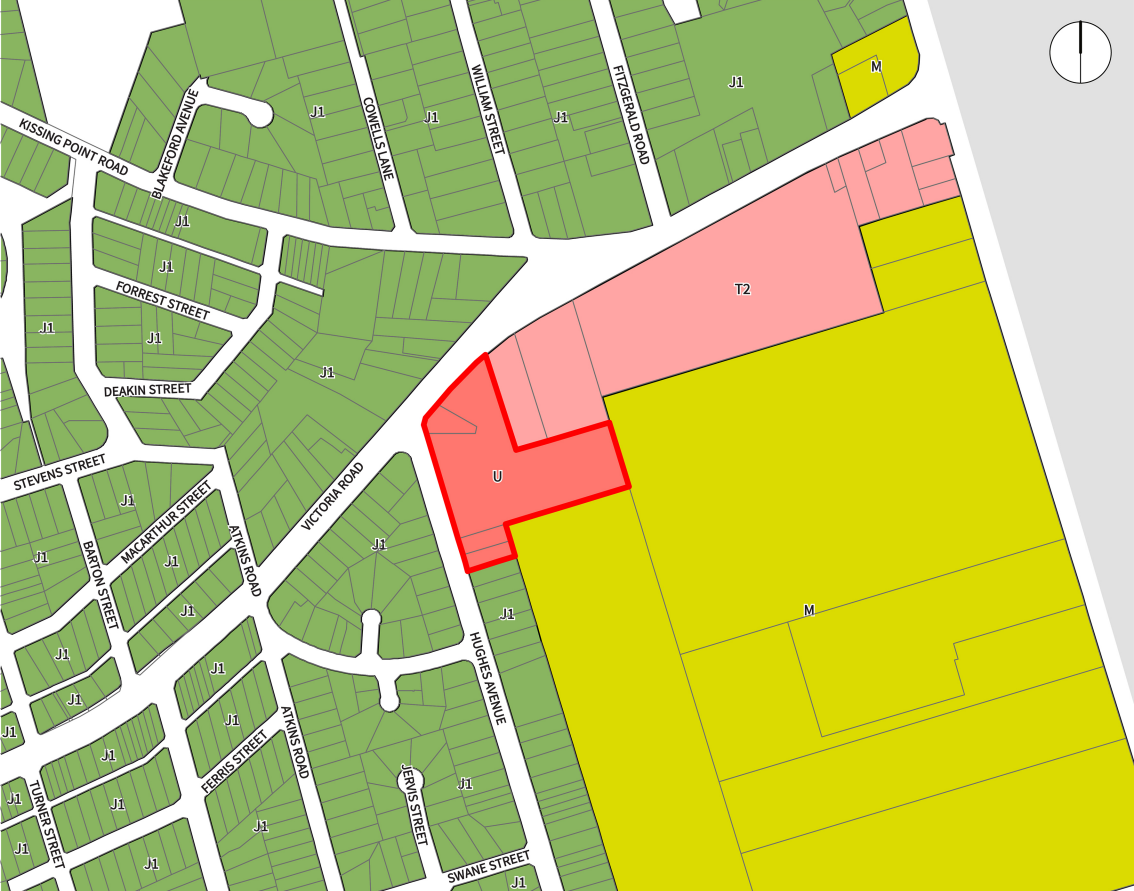 M
J1
WILLIAM STREET
FITZGERALD ROAD
J1
COWELLS LANE
J1
J1
BLAKEFORD AVENUE
KISSING POINT ROAD
J1
J1
FORREST STREET
T2
J1
J1
J1
DEAKIN STREET
STEVENS STREET
U
VICTORIA ROAD
J1
MACARTHUR STREET
ATKINS ROAD
J1
BARTON STREET
J1
J1
J1
J1
M
J1
HUGHES AVENUE
J1
J1
J1
J1
J1
ATKINS ROAD
FERRIS STREET
J1
JERVIS STREET
J1
TURNER STREET
J1
J1
J1
J1
J1
SWANE STREET
J1